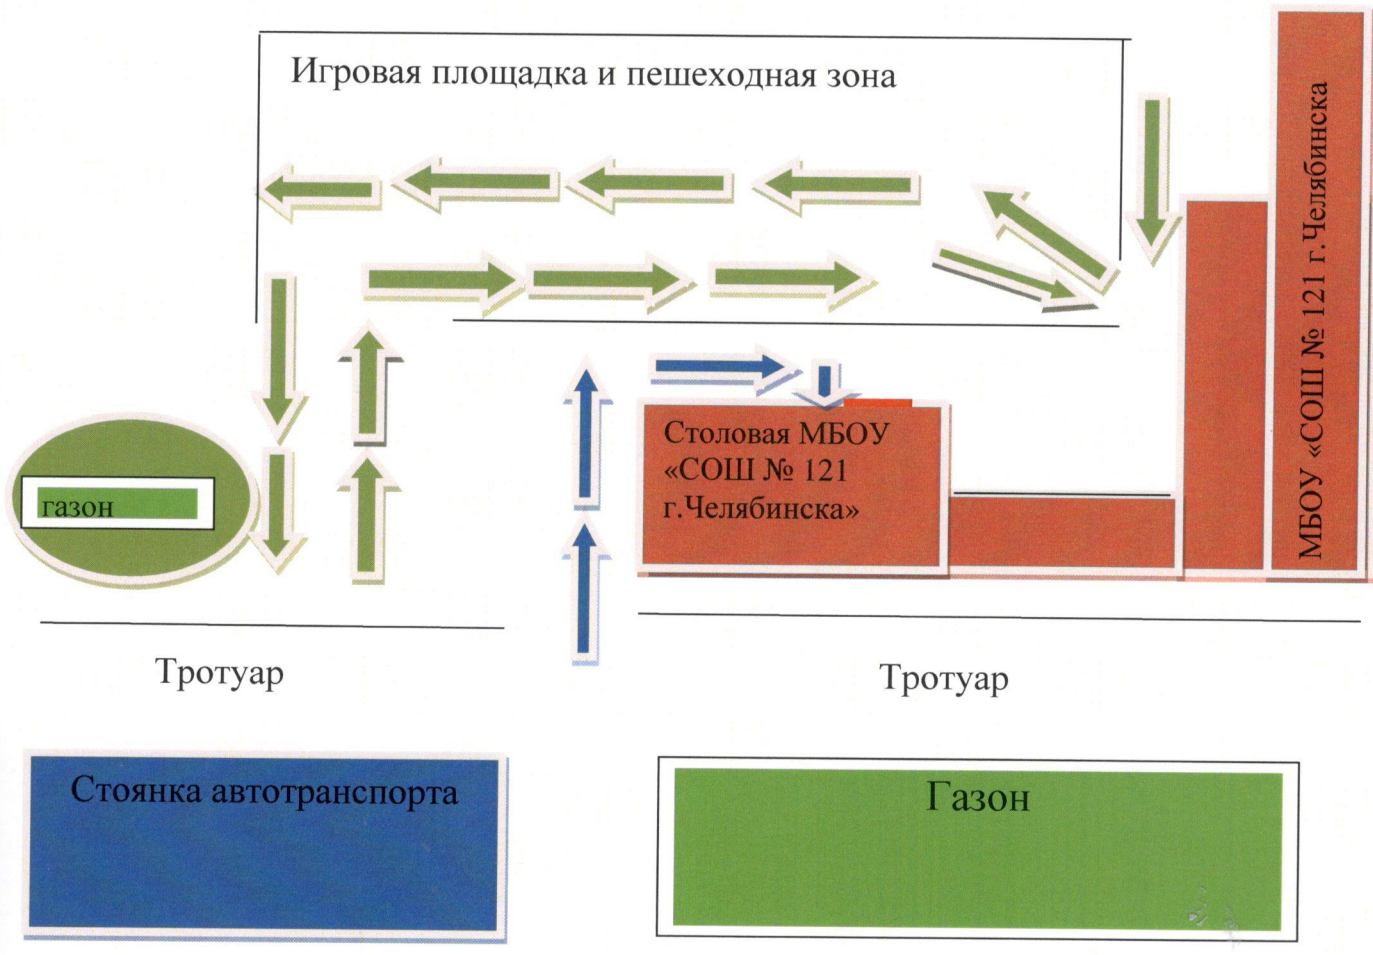 Игровая площадка и пешеходная зона
МБОУ «СОШ № 121 г.Челябинска
Столовая МБОУ
«СОШ № 121
г.Челябинска»
газон
Тротуар
Тротуар
Стоянка автотранспорта
Газон